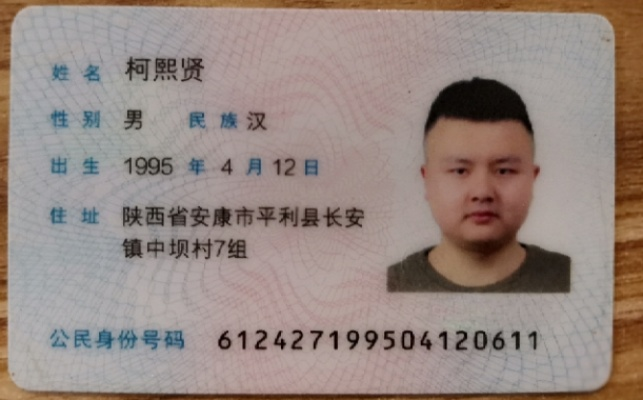 姓名 柯熙贤
性别 男 民族 汉
出生 1995 年 4 月 12 日
住址 陕西省安康市平利县长安
镇中坝村7组
公民身份号码 612427199504120611